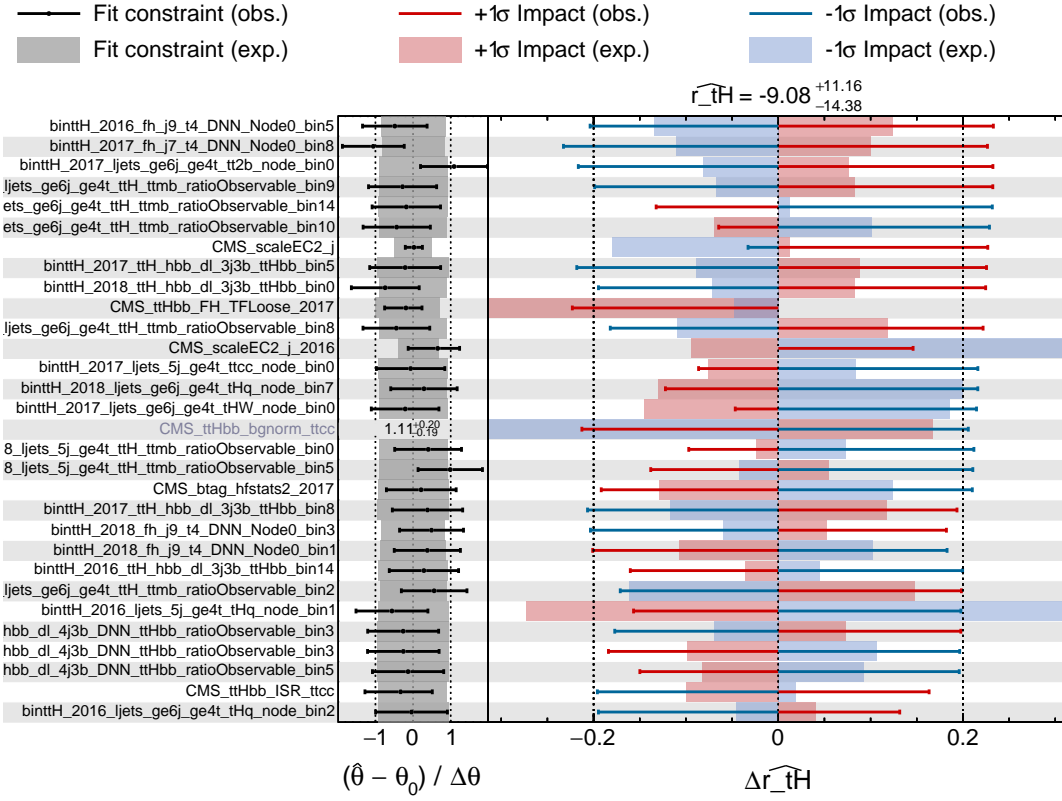 Fit constraint (obs.) +1σ Impact (obs.) -1σ Impact (obs.)
Fit constraint (exp.) +1σ Impact (exp.) -1σ Impact (exp.)
r_tH = -9.08 +11.16 −14.38
binttH_2016_fh_j9_t4_DNN_Node0_bin5
binttH_2017_fh_j7_t4_DNN_Node0_bin8
binttH_2017_ljets_ge6j_ge4t_tt2b_node_bin0
ljets_ge6j_ge4t_ttH_ttmb_ratioObservable_bin9
ets_ge6j_ge4t_ttH_ttmb_ratioObservable_bin14
ets_ge6j_ge4t_ttH_ttmb_ratioObservable_bin10
CMS_scaleEC2_j
binttH_2017_ttH_hbb_dl_3j3b_ttHbb_bin5
binttH_2018_ttH_hbb_dl_3j3b_ttHbb_bin0
CMS_ttHbb_FH_TFLoose_2017
ljets_ge6j_ge4t_ttH_ttmb_ratioObservable_bin8
CMS_scaleEC2_j_2016
binttH_2017_ljets_5j_ge4t_ttcc_node_bin0
binttH_2018_ljets_ge6j_ge4t_tHq_node_bin7
binttH_2017_ljets_ge6j_ge4t_tHW_node_bin0
CMS_ttHbb_bgnorm_ttcc 1.11 +0.20 −0.19
8_ljets_5j_ge4t_ttH_ttmb_ratioObservable_bin0
8_ljets_5j_ge4t_ttH_ttmb_ratioObservable_bin5
CMS_btag_hfstats2_2017
binttH_2017_ttH_hbb_dl_3j3b_ttHbb_bin8
binttH_2018_fh_j9_t4_DNN_Node0_bin3
binttH_2018_fh_j9_t4_DNN_Node0_bin1
binttH_2016_ttH_hbb_dl_3j3b_ttHbb_bin14
ljets_ge6j_ge4t_ttH_ttmb_ratioObservable_bin2
binttH_2016_ljets_5j_ge4t_tHq_node_bin1
hbb_dl_4j3b_DNN_ttHbb_ratioObservable_bin3
hbb_dl_4j3b_DNN_ttHbb_ratioObservable_bin3
hbb_dl_4j3b_DNN_ttHbb_ratioObservable_bin5
CMS_ttHbb_ISR_ttcc
binttH_2016_ljets_ge6j_ge4t_tHq_node_bin2
−1 0 1 −0.2 0 0.2
(θ̂ − θ₀) / Δθ Δr_tH